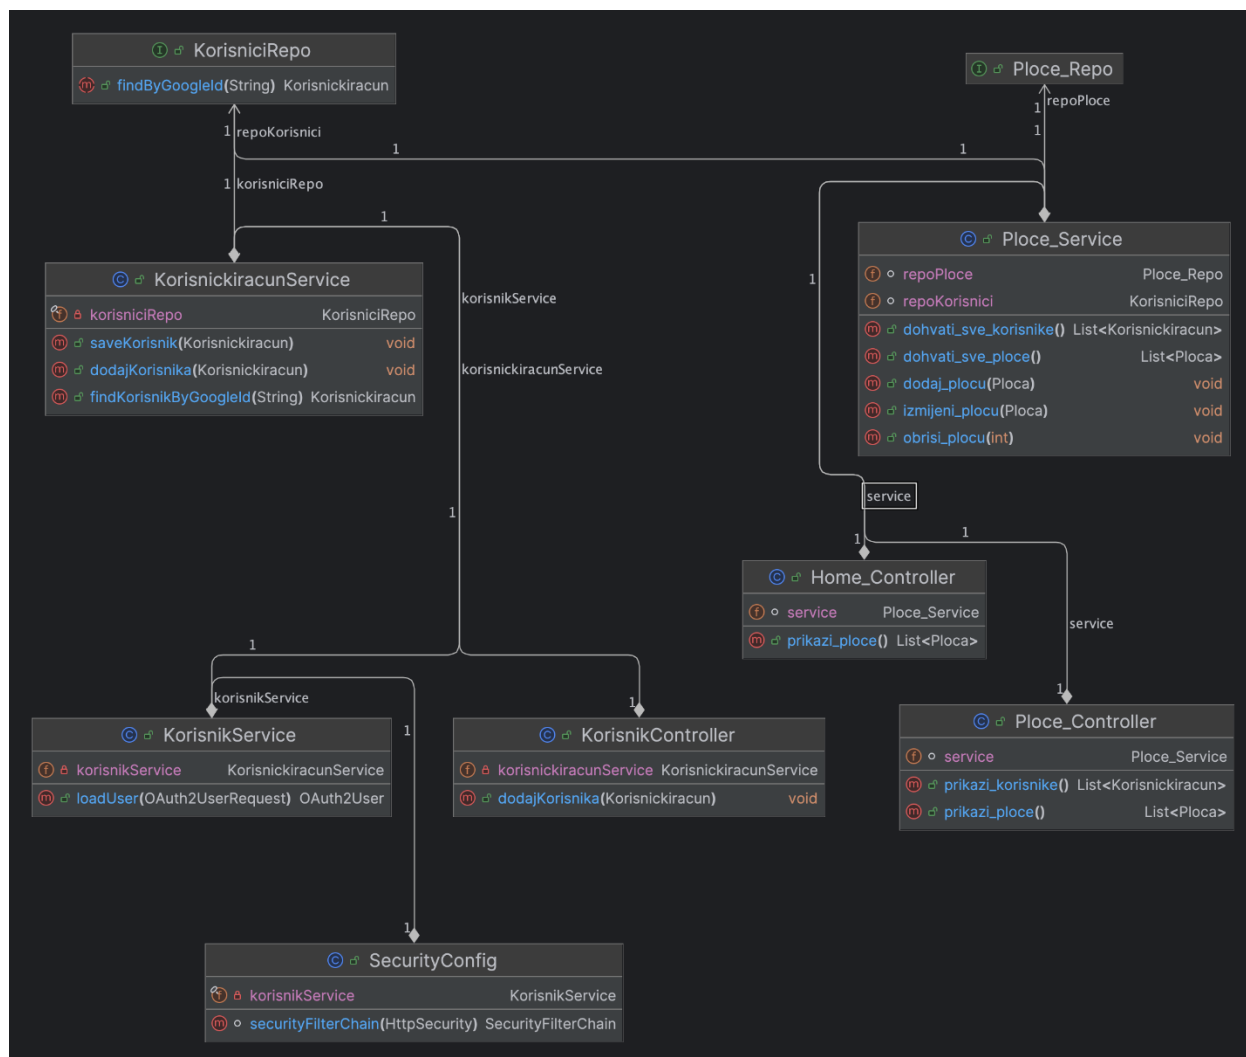 KorisniciRepo
findByGoogleId(String) Korisnickiracun
Ploce_Repo
1 repoKorisnici
1 repoPloce
1
1
1
1 korisniciRepo
1
KorisnickiracunService
korisniciRepo KorisniciRepo
saveKorisnik(Korisnickiracun) void
dodajKorisnika(Korisnickiracun) void
findKorisnikByGoogleId(String) Korisnickiracun
korisnikService
korisnickiracunService
1
1
Ploce_Service
repoPloce Ploce_Repo
repoKorisnici KorisniciRepo
dohvati_sve_korisnike() List<Korisnickiracun>
dohvati_sve_ploce() List<Ploca>
dodaj_plocu(Ploca) void
izmijeni_plocu(Ploca) void
obrisi_plocu(int) void
service
1
1
Home_Controller
service Ploce_Service
prikazi_ploce() List<Ploca>
service
1
1
korisnikService
1
1
KorisnikService
korisnikService KorisnickiracunService
loadUser(OAuth2UserRequest) OAuth2User
KorisnikController
korisnickiracunService KorisnickiracunService
dodajKorisnika(Korisnickiracun) void
Ploce_Controller
service Ploce_Service
prikazi_korisnike() List<Korisnickiracun>
prikazi_ploce() List<Ploca>
1
SecurityConfig
korisnikService KorisnikService
securityFilterChain(HttpSecurity) SecurityFilterChain